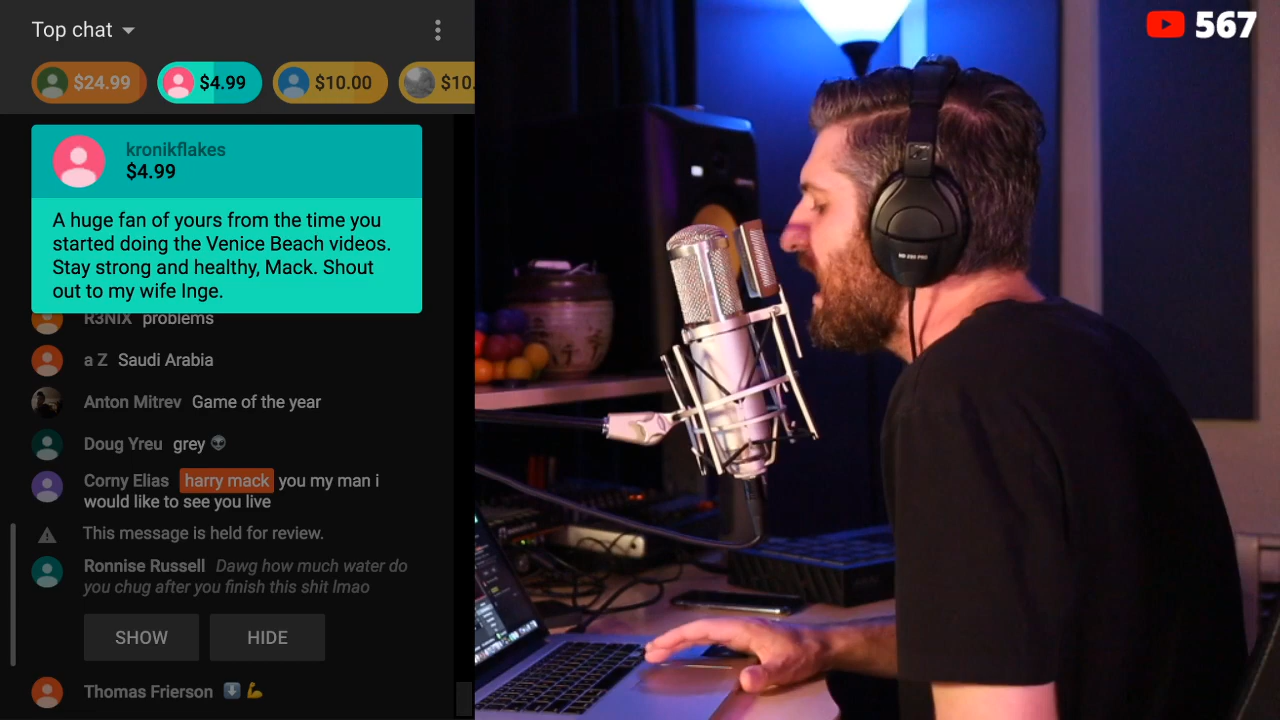 Top chat
567
$24.99 $4.99 $10.00 $10.
kronikflakes
$4.99
A huge fan of yours from the time you
started doing the Venice Beach videos.
Stay strong and healthy, Mack. Shout
out to my wife Inge.
R3NIX problems
a Z Saudi Arabia
Anton Mitrev Game of the year
Doug Yreu grey 👽
Corny Elias harry mack you my man i
would like to see you live
This message is held for review.
Ronnise Russell Dawg how much water do
you chug after you finish this shit lmao
SHOW HIDE
Thomas Frierson ⬇️ 💪